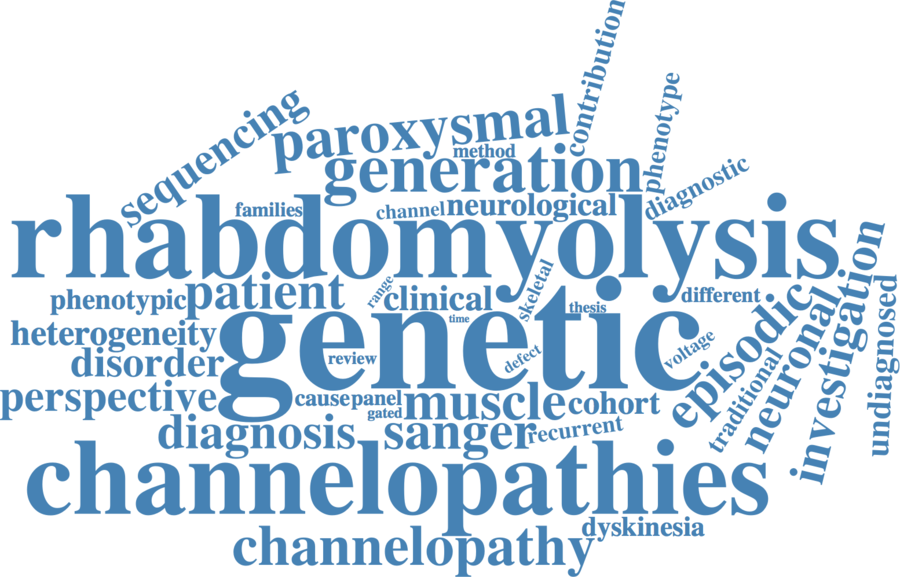 contribution
phenotype
sequencing
paroxysmal
method
generation
diagnostic
families
channel
neurological
rhabdomyolysis
skeletal
range
phenotypic
patient
clinical
time
thesis
different
genetic
heterogeneity
disorder
review
defect
voltage
episodic
traditional
neuronal
investigation
undiagnosed
perspective
cause
panel
gated
muscle
cohort
diagnosis
sanger
recurrent
channelopathies
dyskinesia
channelopathy